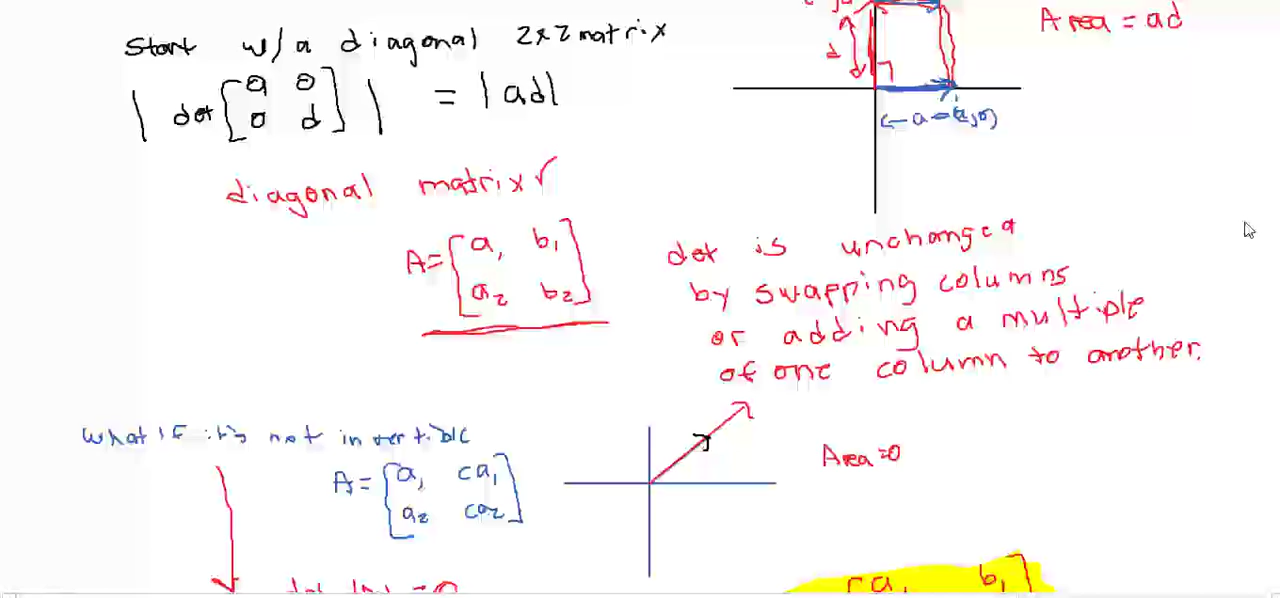 Start w/a diagonal 2x2 matrix
| det [a 0
0 d] | = |ad|
Area = ad
d
a
diagonal matrix ✓
A = [a₁ b₁
a₂ b₂]
det is unchanged
by swapping columns
or adding a multiple
of one column to another.
What if it's not invertible
A = [a₁ ca₁
a₂ ca₂]
Area = 0
[a₁ b₁]